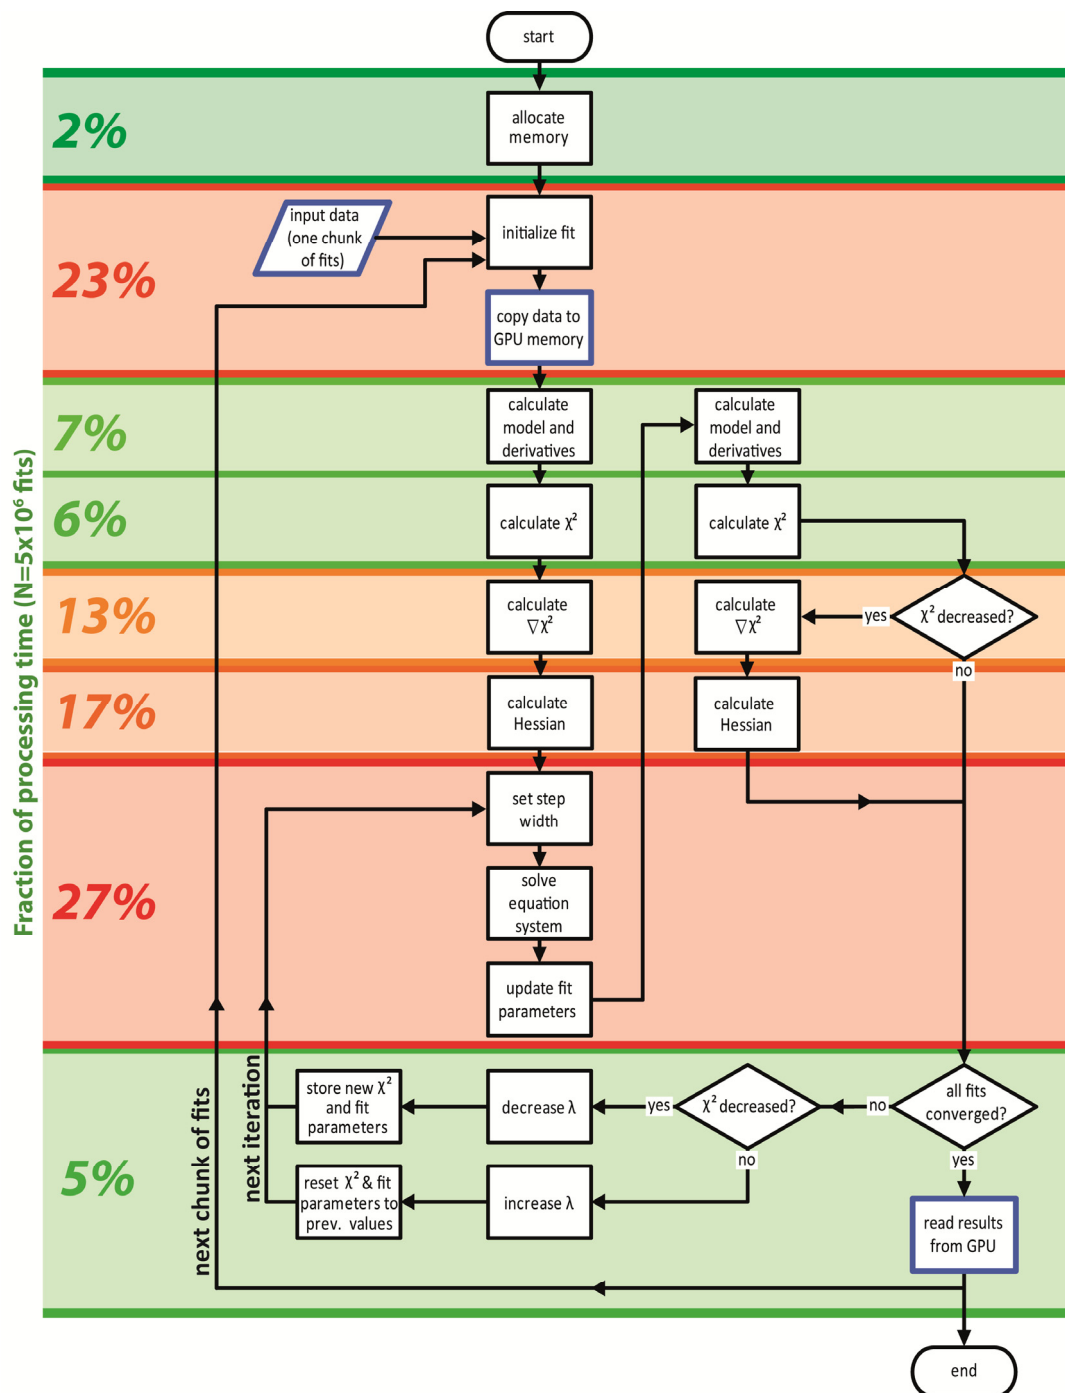 start
2%
allocate
memory
23%
input data
(one chunk
of fits)
initialize fit
copy data to
GPU memory
Fraction of processing time (N=5x10⁶ fits)
7%
calculate
model and
derivatives
calculate
model and
derivatives
6%
calculate χ²
calculate χ²
13%
calculate
∇χ²
calculate
∇χ²
yes
χ² decreased?
no
17%
calculate
Hessian
calculate
Hessian
27%
set step
width
solve
equation
system
update fit
parameters
5%
next chunk of fits
next iteration
store new χ²
and fit
parameters
decrease λ
yes
χ² decreased?
no
all fits
converged?
no
yes
reset χ² & fit
parameters to
prev. values
increase λ
read results
from GPU
end